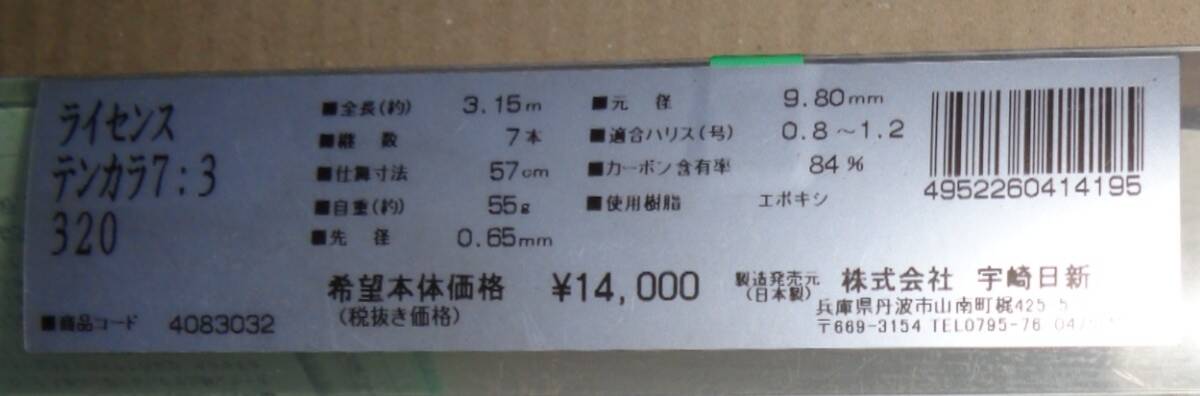 ライセンス
テンカラ7:3
320
■全長(約) 3.15m
■継 数 7本
■仕舞寸法 57cm
■自重(約) 55g
■先 径 0.65mm
■元 径 9.80mm
■適合ハリス(号) 0.8～1.2
■カーボン含有率 84%
■使用樹脂 エポキシ
4952260414195
希望本体価格 ¥14,000
(税抜き価格)
■商品コード 4083032
製造発売元 株式会社 宇崎日新
(日本製)
兵庫県丹波市山南町梶425
〒669-3154 TEL0795-76